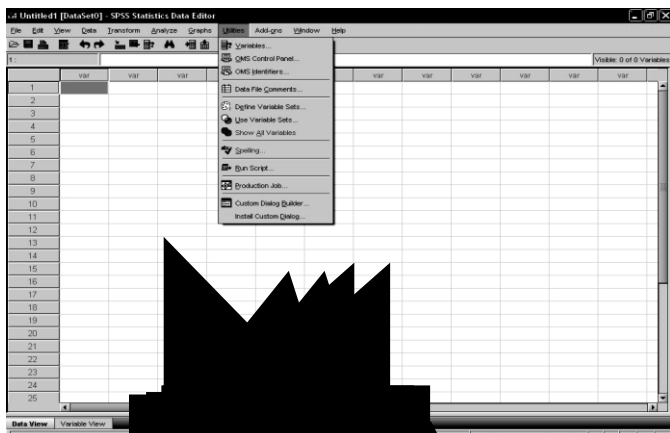 *Untitled1 [DataSet0] - SPSS Statistics Data Editor
File Edit View Data Transform Analyze Graphs Utilities Add-ons Window Help
1 :
Visible: 0 of 0 Variables
var var var var var var var var
Variables...
OMS Control Panel...
OMS Identifiers...
Data File Comments...
Define Variable Sets...
Use Variable Sets...
Show All Variables
Spelling...
Run Script...
Production Job...
Custom Dialog Builder...
Install Custom Dialog...
1
2
3
4
5
6
7
8
9
10
11
12
13
14
15
16
17
18
19
20
21
22
23
24
25
Data View Variable View